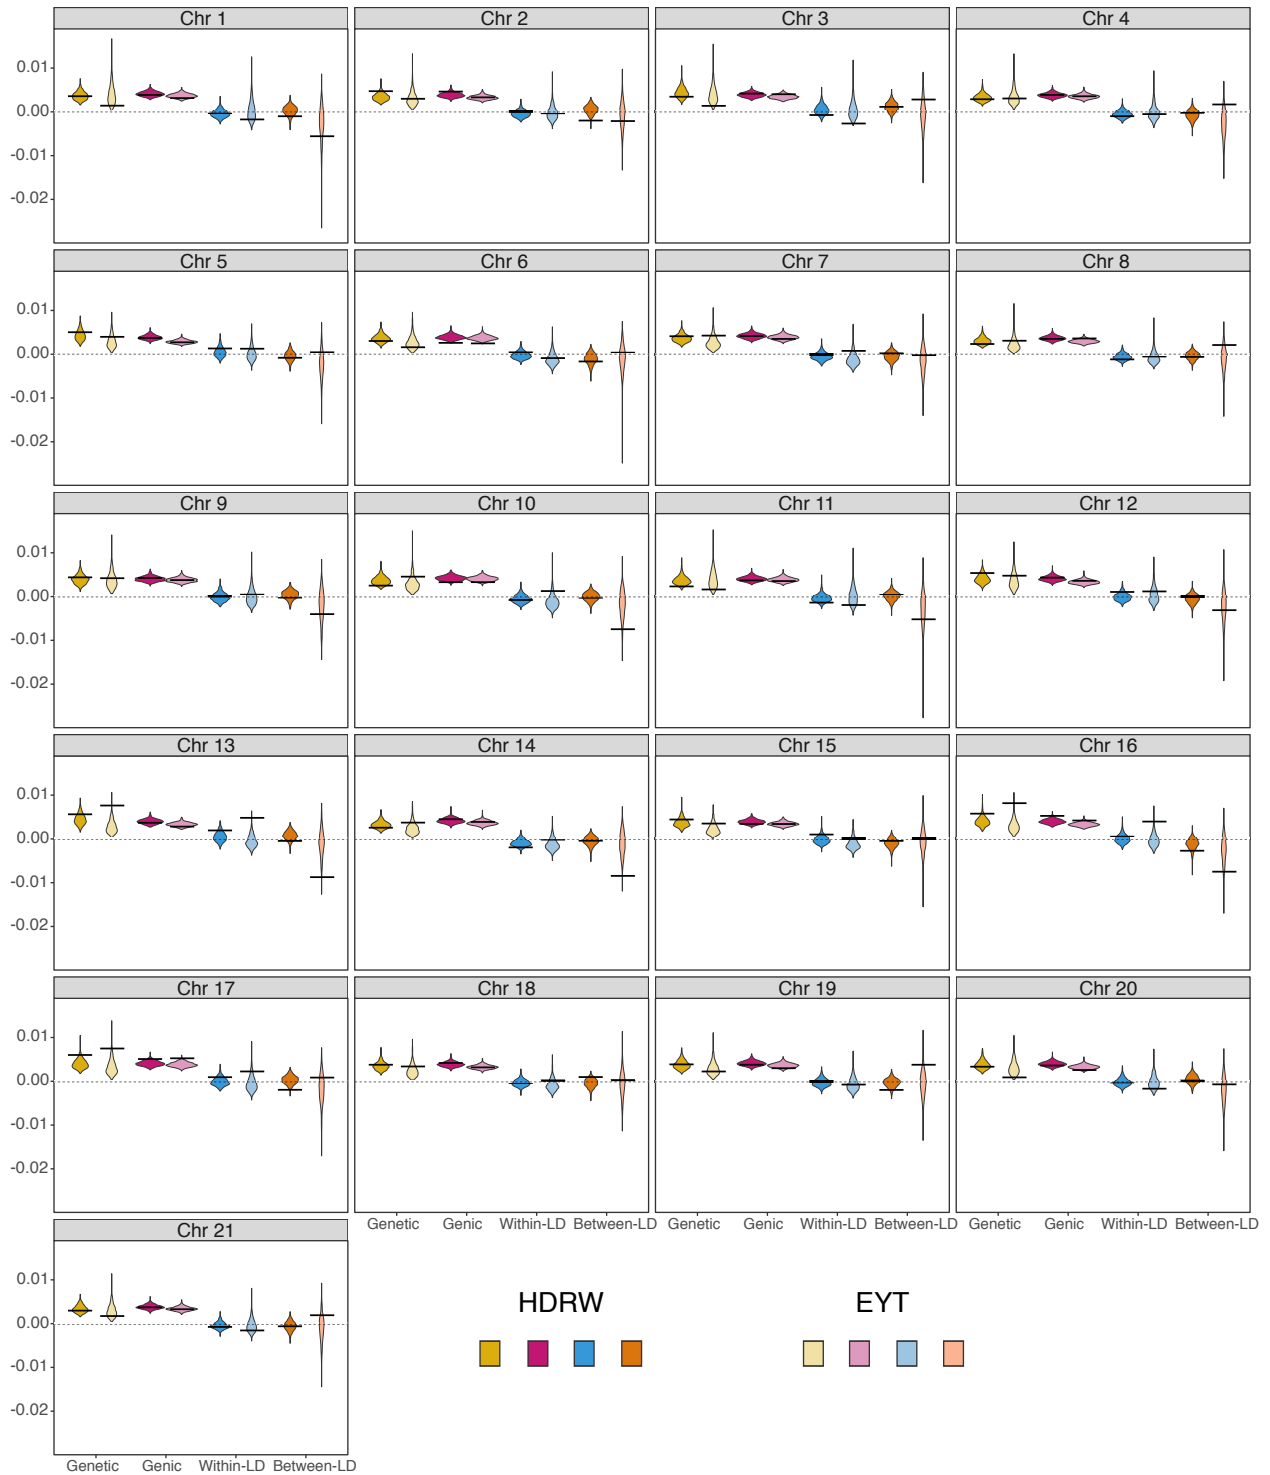 Chr 1 Chr 2 Chr 3 Chr 4
0.01
0.00
-0.01
-0.02
Chr 5 Chr 6 Chr 7 Chr 8
0.01
0.00
-0.01
-0.02
Chr 9 Chr 10 Chr 11 Chr 12
0.01
0.00
-0.01
-0.02
Chr 13 Chr 14 Chr 15 Chr 16
0.01
0.00
-0.01
-0.02
Chr 17 Chr 18 Chr 19 Chr 20
0.01
0.00
-0.01
-0.02
Genetic Genic Within-LD Between-LD Genetic Genic Within-LD Between-LD Genetic Genic Within-LD Between-LD
Chr 21
0.01
0.00
-0.01
-0.02
Genetic Genic Within-LD Between-LD
HDRW EYT